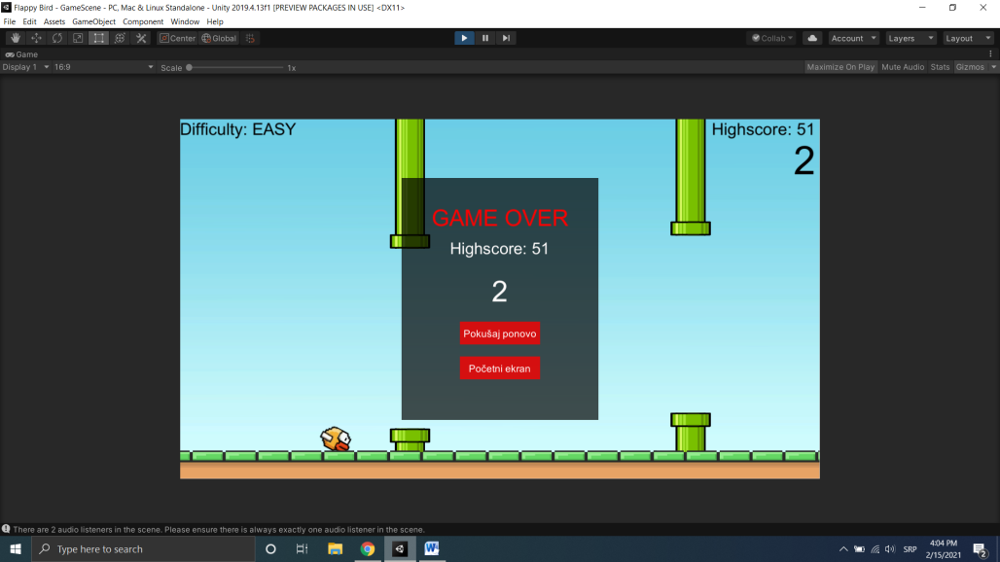 Flappy Bird - GameScene - PC, Mac & Linux Standalone - Unity 2019.4.13f1 [PREVIEW PACKAGES IN USE] <DX11>
File Edit Assets GameObject Component Window Help
Center Global Collab Account Layers Layout
Game
Display 1 16:9 Scale 1x Maximize On Play Mute Audio Stats Gizmos
Difficulty: EASY
Highscore: 51
2
GAME OVER
Highscore: 51
2
Pokušaj ponovo
Početni ekran
There are 2 audio listeners in the scene. Please ensure there is always exactly one audio listener in the scene.
Type here to search
SRP
4:04 PM
2/15/2021
2